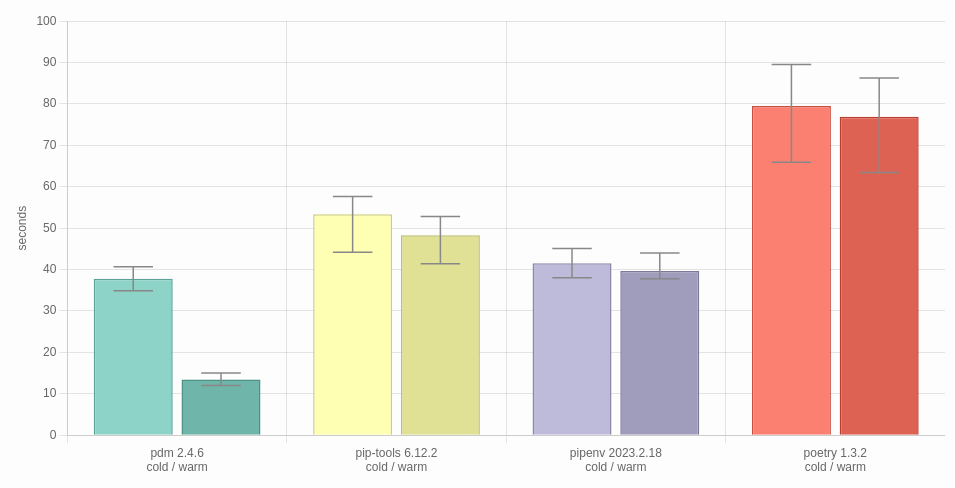 100
90
80
70
60
50
40
30
20
10
0
seconds
pdm 2.4.6
cold / warm
pip-tools 6.12.2
cold / warm
pipenv 2023.2.18
cold / warm
poetry 1.3.2
cold / warm